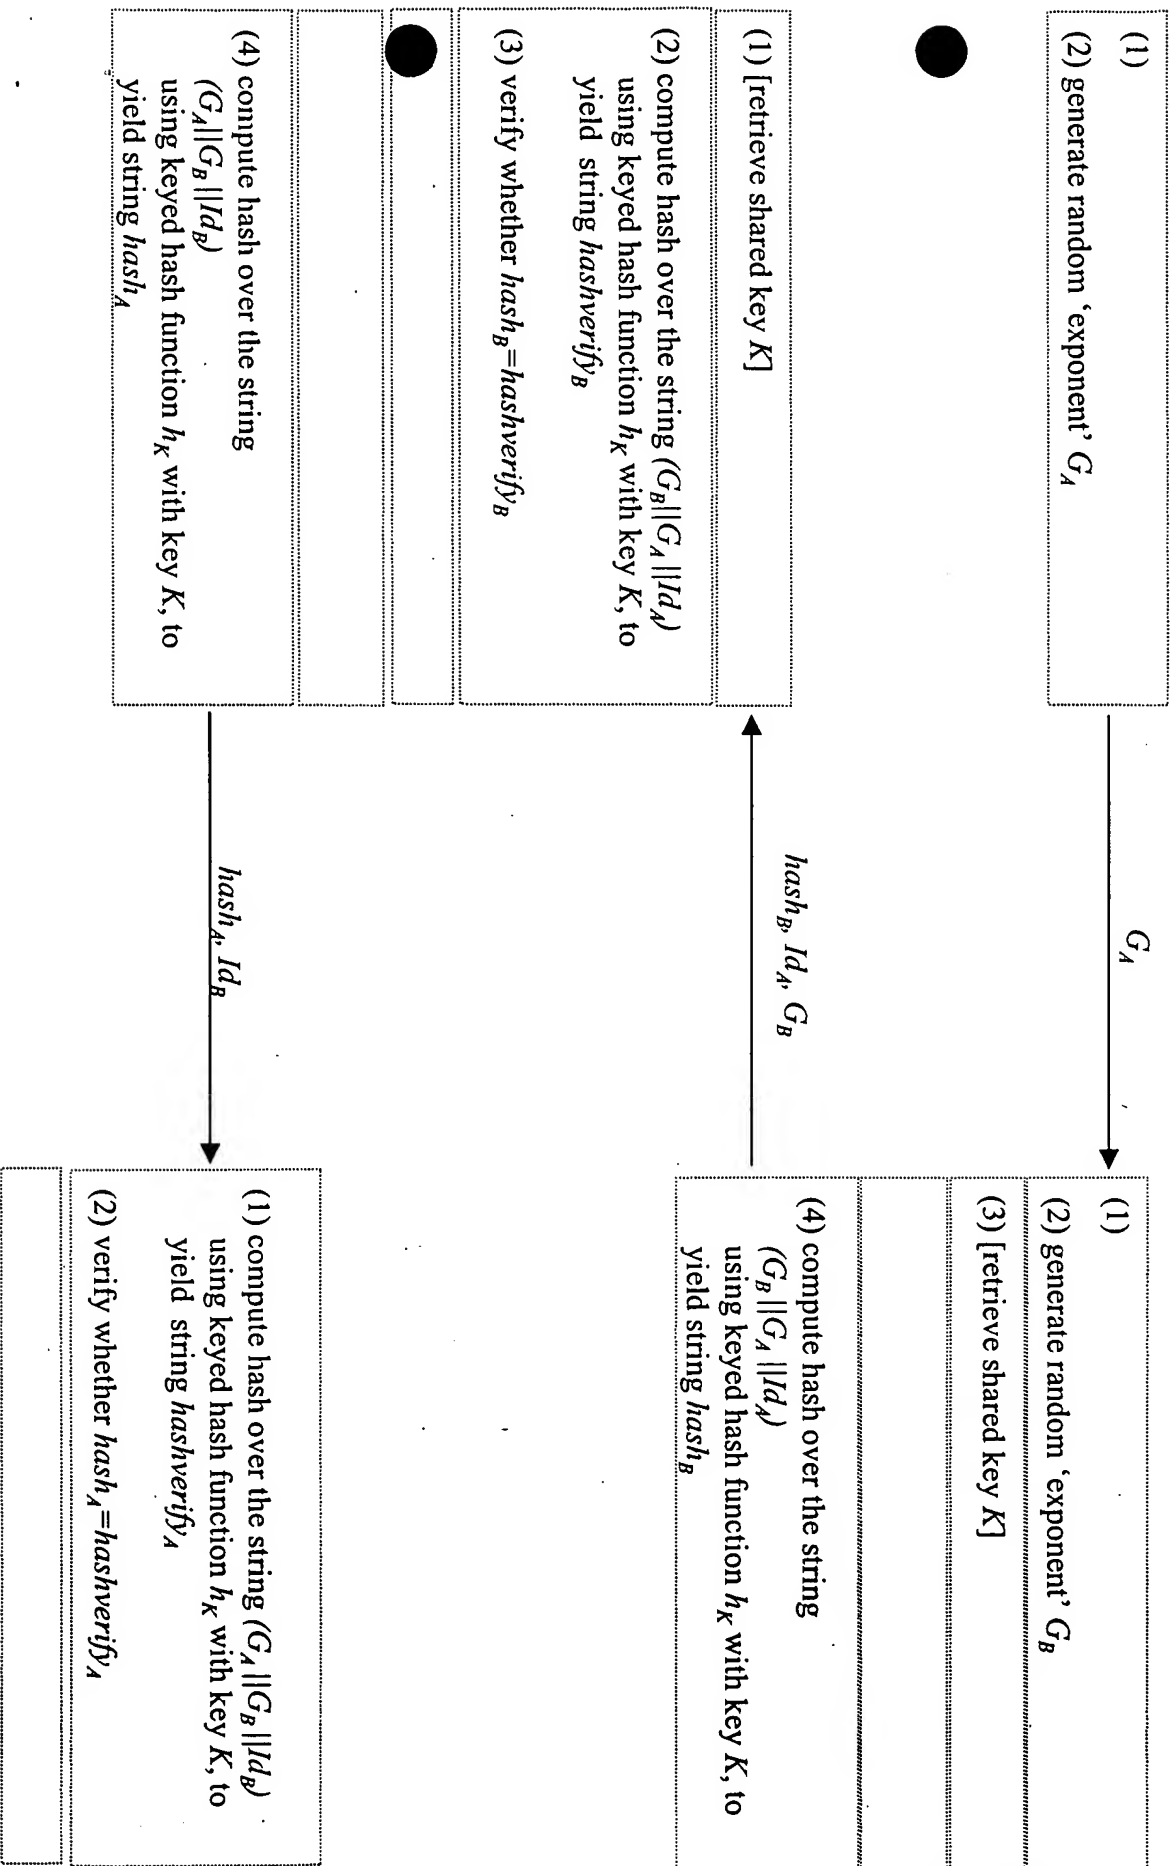 (1)
(2) generate random ‘exponent’ G_A
G_A
(1)
(2) generate random ‘exponent’ G_B
(3) [retrieve shared key K]
(4) compute hash over the string
(G_B||G_A||Id_A)
using keyed hash function h_K with key K, to
yield string hash_B
hash_B, Id_A, G_B
(1) [retrieve shared key K]
(2) compute hash over the string (G_B||G_A||Id_A)
using keyed hash function h_K with key K, to
yield string hashverify_B
(3) verify whether hash_B=hashverify_B
(4) compute hash over the string
(G_A||G_B||Id_B)
using keyed hash function h_K with key K, to
yield string hash_A
hash_A, Id_B
(1) compute hash over the string (G_A||G_B||Id_B)
using keyed hash function h_K with key K, to
yield string hashverify_A
(2) verify whether hash_A=hashverify_A